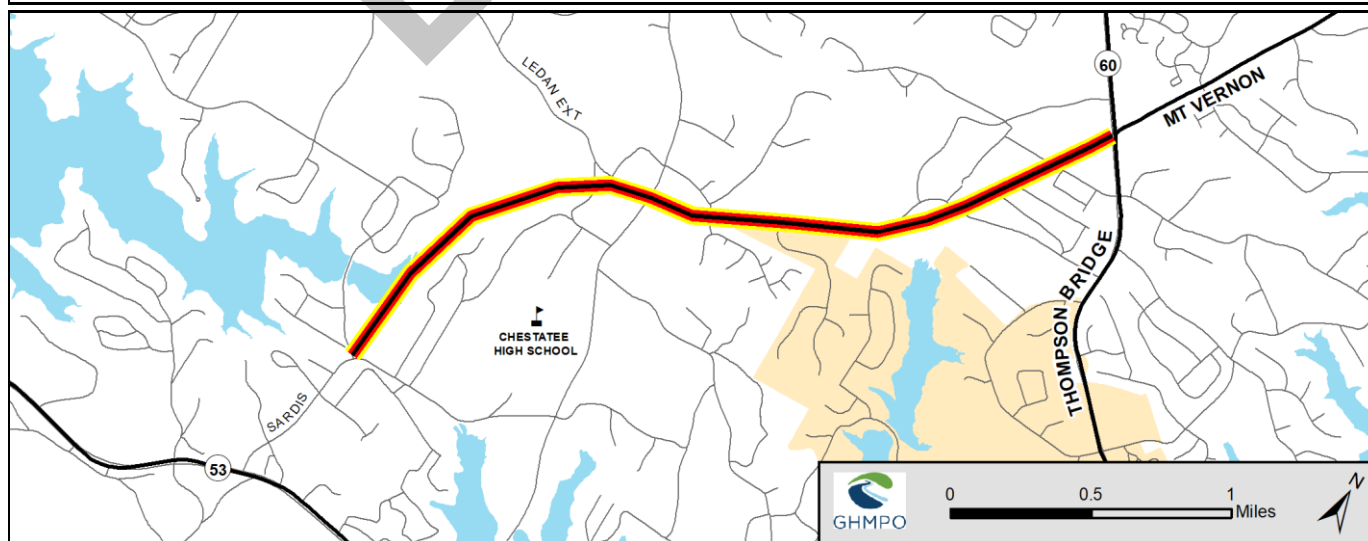 LEDAN EXT
60
MT VERNON
CHESTATEE
HIGH SCHOOL
THOMPSON BRIDGE
SARDIS
53
GHMPO
0 0.5 1
Miles
N